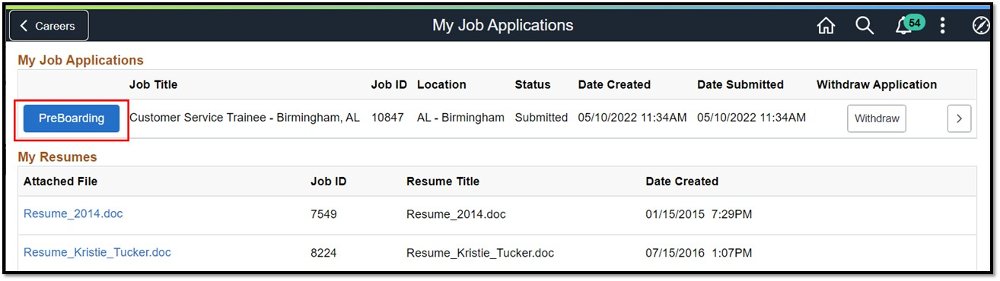 Careers
My Job Applications
54
My Job Applications
Job Title Job ID Location Status Date Created Date Submitted Withdraw Application
PreBoarding Customer Service Trainee - Birmingham, AL 10847 AL - Birmingham Submitted 05/10/2022 11:34AM 05/10/2022 11:34AM Withdraw
My Resumes
Attached File Job ID Resume Title Date Created
Resume_2014.doc 7549 Resume_2014.doc 01/15/2015 7:29PM
Resume_Kristie_Tucker.doc 8224 Resume_Kristie_Tucker.doc 07/15/2016 1:07PM